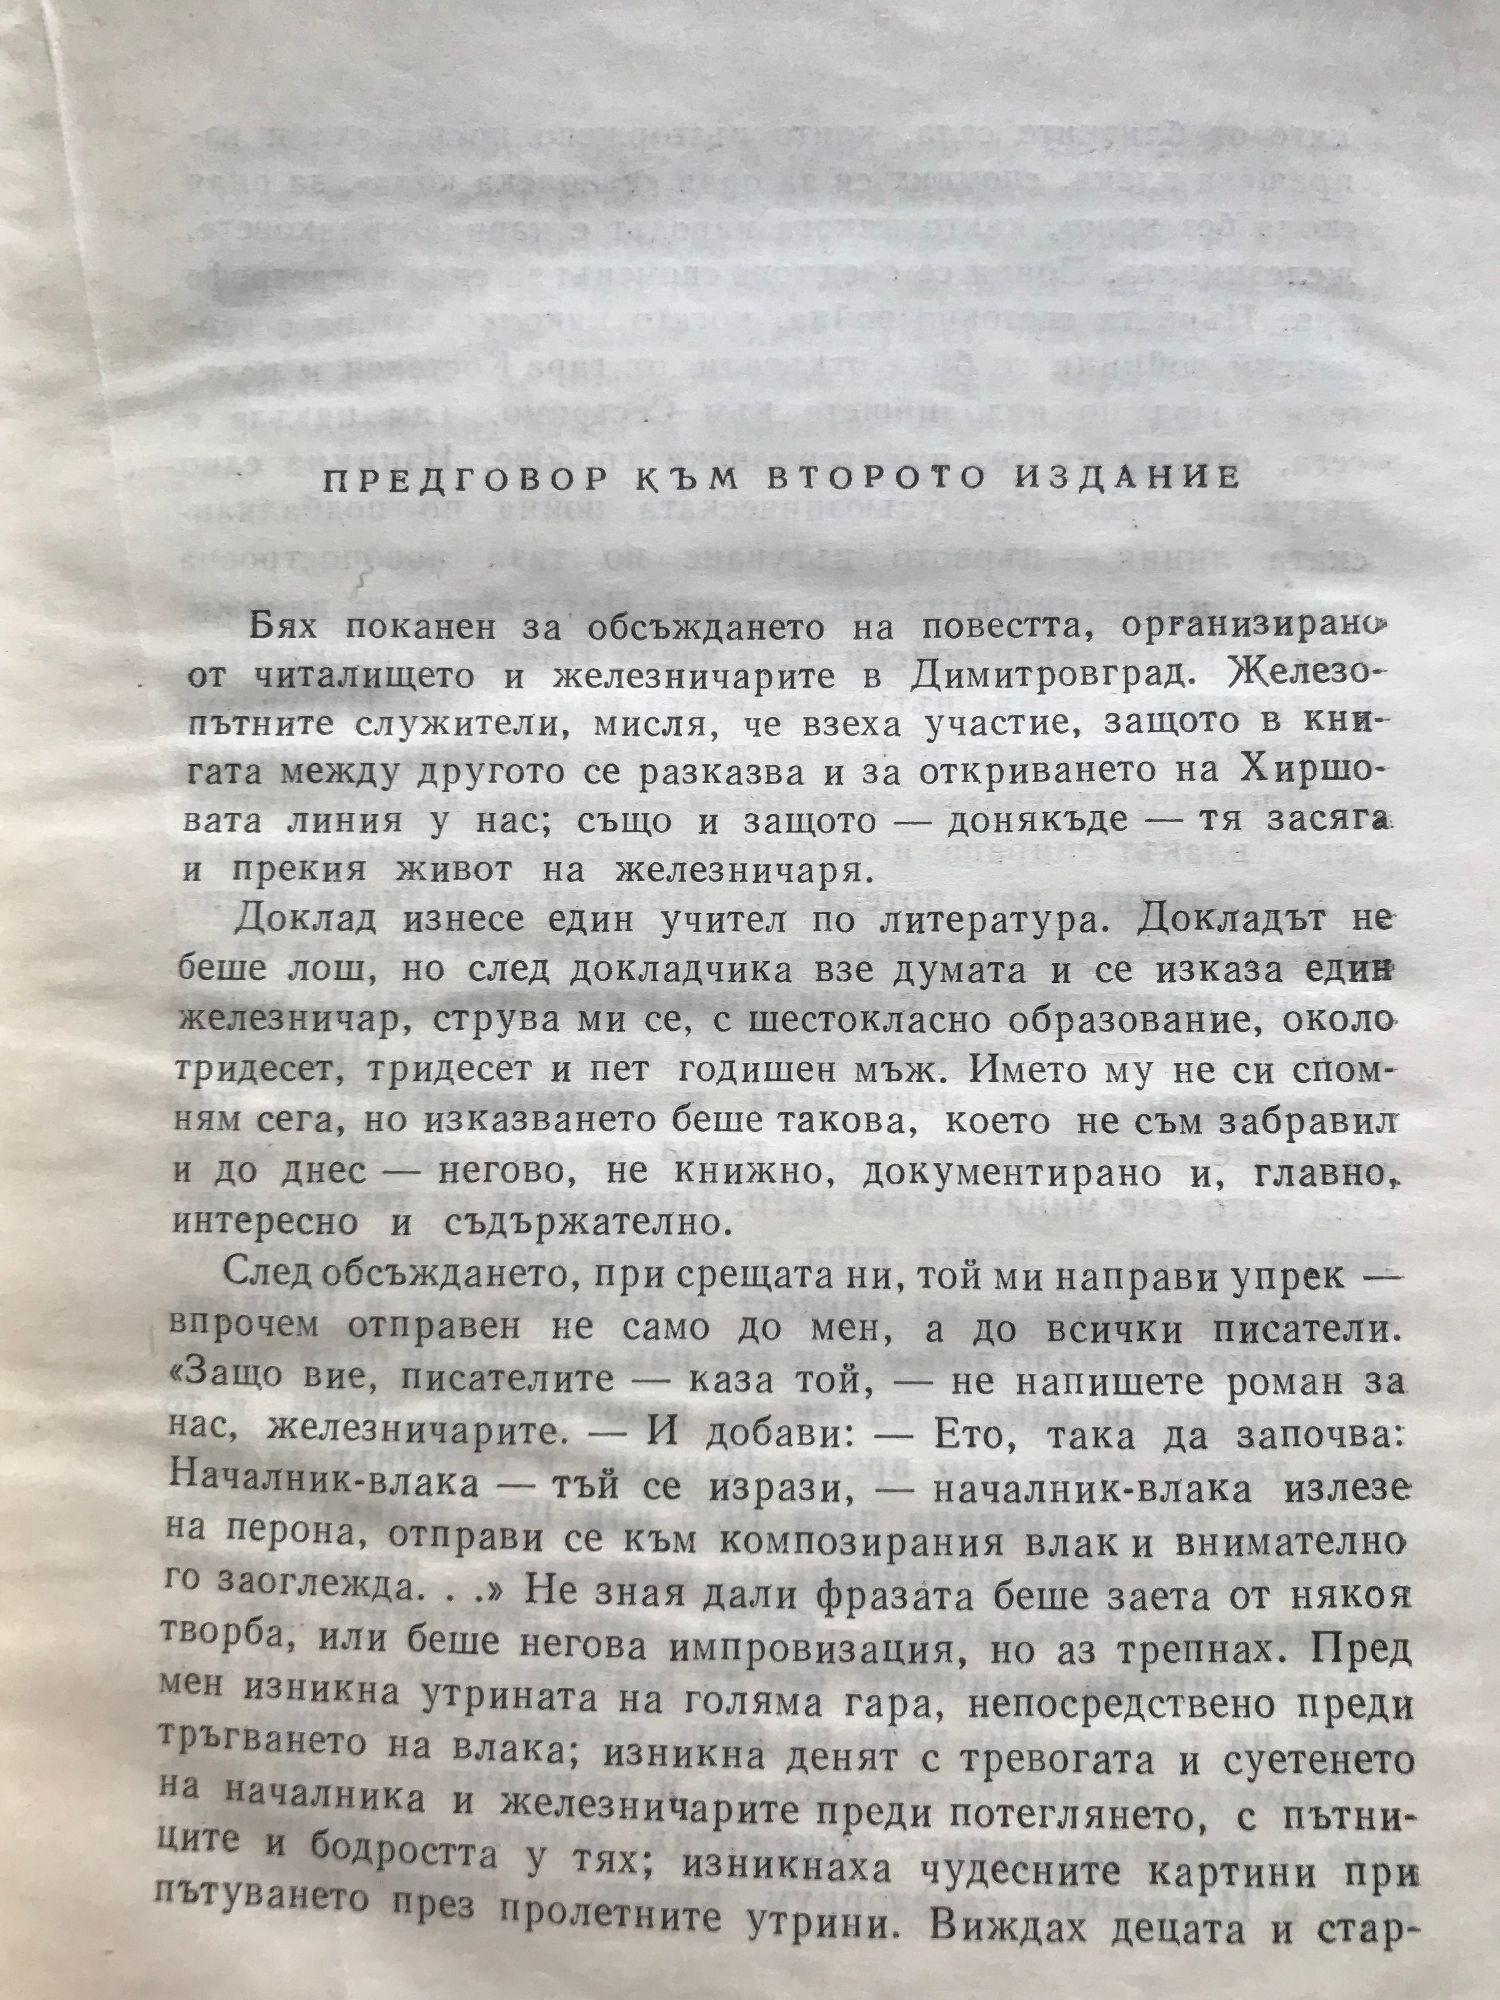 ПРЕДГОВОР КЪМ ВТОРОТО ИЗДАНИЕ
Бях поканен за обсъждането на повестта, организирано
от читалището и железничарите в Димитровград. Железо-
пътните служители, мисля, че взеха участие, защото в кни-
гата между другото се разказва и за откриването на Хиршо-
вата линия у нас; също и защото — донякъде — тя засяга
и прекия живот на железничаря.
Доклад изнесе един учител по литература. Докладът не
беше лош, но след докладчика взе думата и се изказа един
железничар, струва ми се, с шестокласно образование, около
тридесет, тридесет и пет годишен мъж. Името му не си спом-
ням сега, но изказването беше такова, което не съм забравил
и до днес — негово, не книжно, документирано и, главно,
интересно и съдържателно.
След обсъждането, при срещата ни, той ми направи упрек —
впрочем отправен не само до мен, а до всички писатели.
«Защо вие, писателите — каза той, — не напишете роман за
нас, железничарите. — И добави: — Ето, така да започва:
Началник-влака — тъй се изрази, — началник-влака излезе
на перона, отправи се към композирания влак и внимателно
го заоглежда. . .» Не зная дали фразата беше заета от някоя
творба, или беше негова импровизация, но аз трепнах. Пред
мен изникна утрината на голяма гара, непосредствено преди
тръгването на влака; изникна денят с тревогата и суетенето
на началника и железничарите преди потеглянето, с пътни-
ците и бодростта у тях; изникнаха чудесните картини при
пътуването през пролетните утрини. Виждах децата и стар-